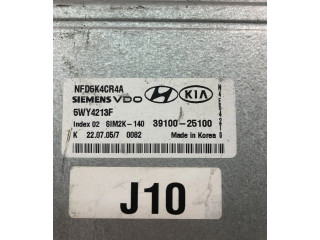 NFD6K4CR4A
SIEMENS VDO HYUNDAI KIA
5WY4213F
Index 02 SIM2K-140 39100-25100
K 22.07.05/7 0082 Made in Korea
J10